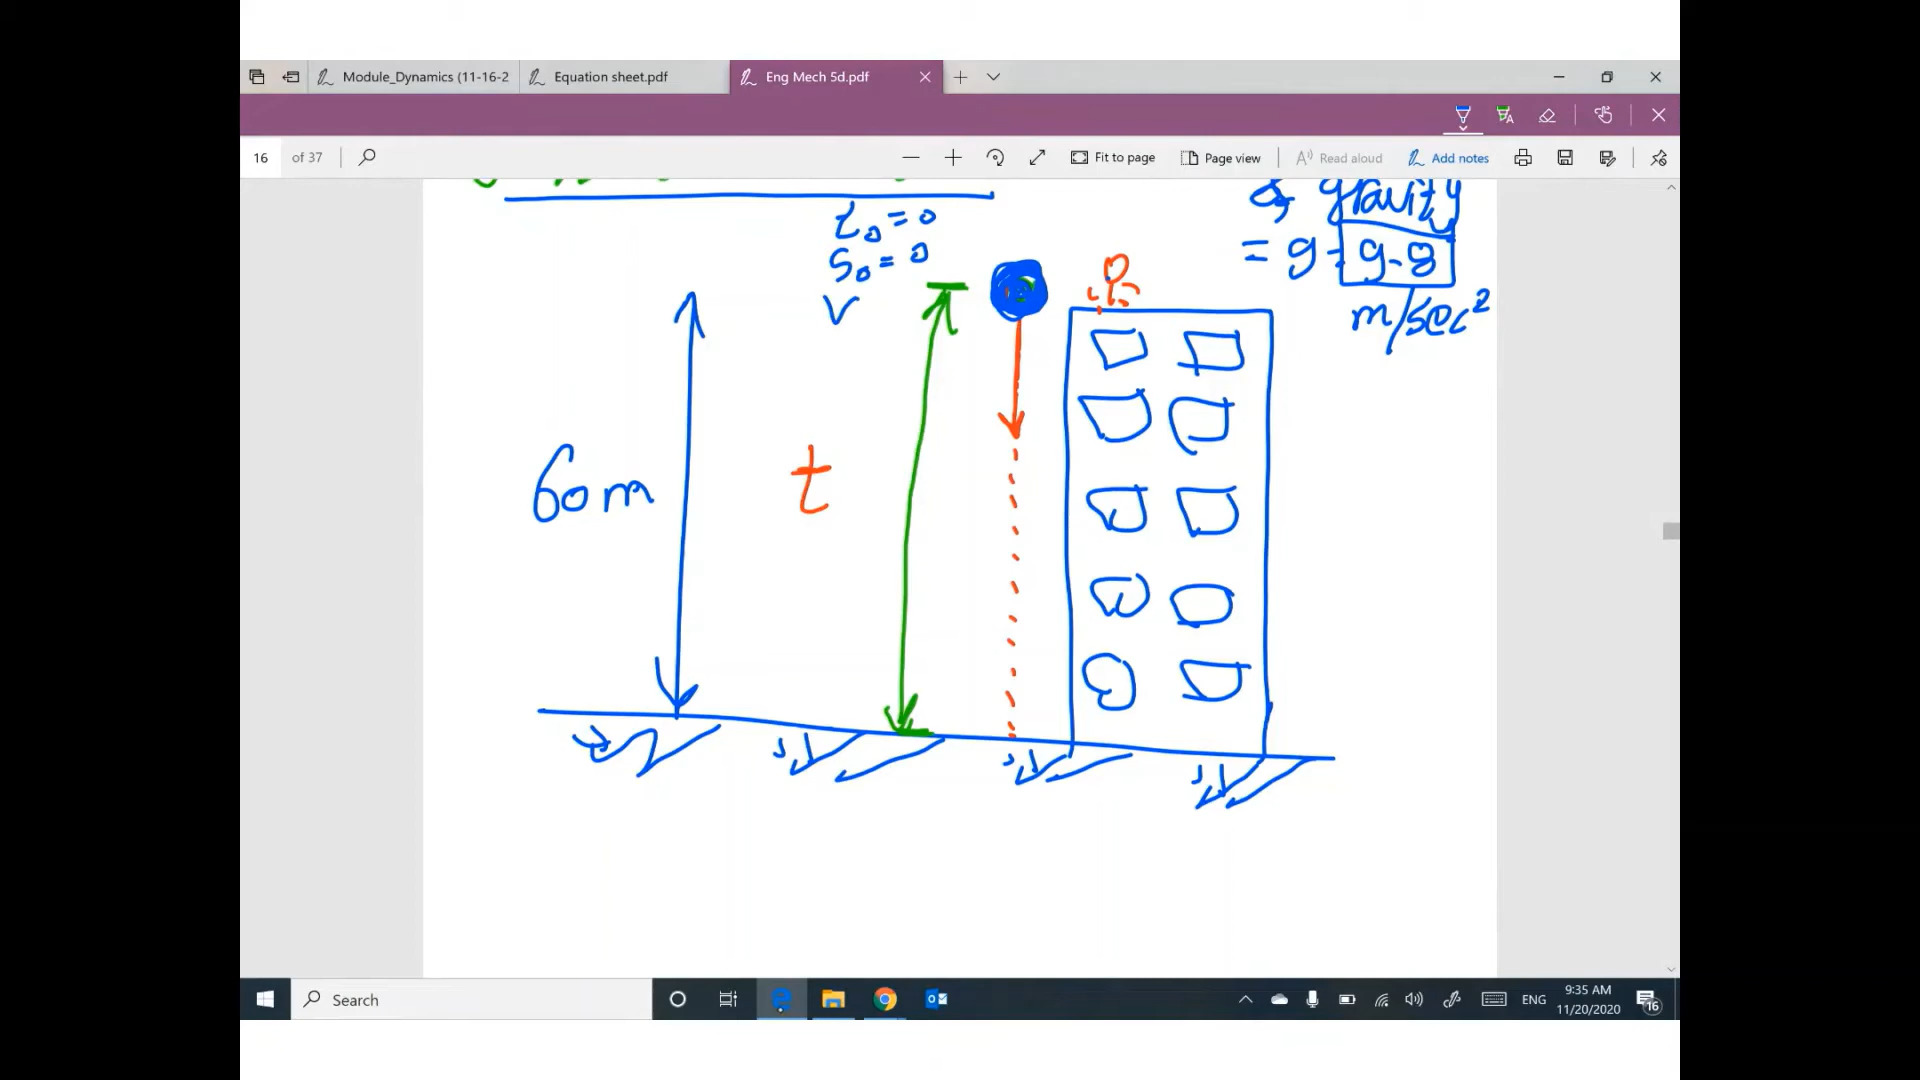 Module_Dynamics (11-16-2
Equation sheet.pdf
Eng Mech 5d.pdf
16 of 37
Fit to page
Page view
Read aloud
Add notes
t₀ = 0
S₀ = 0
V
& gravity
= g = 9.8
m/sec²
60m
t
Search
ENG
9:35 AM
11/20/2020
16